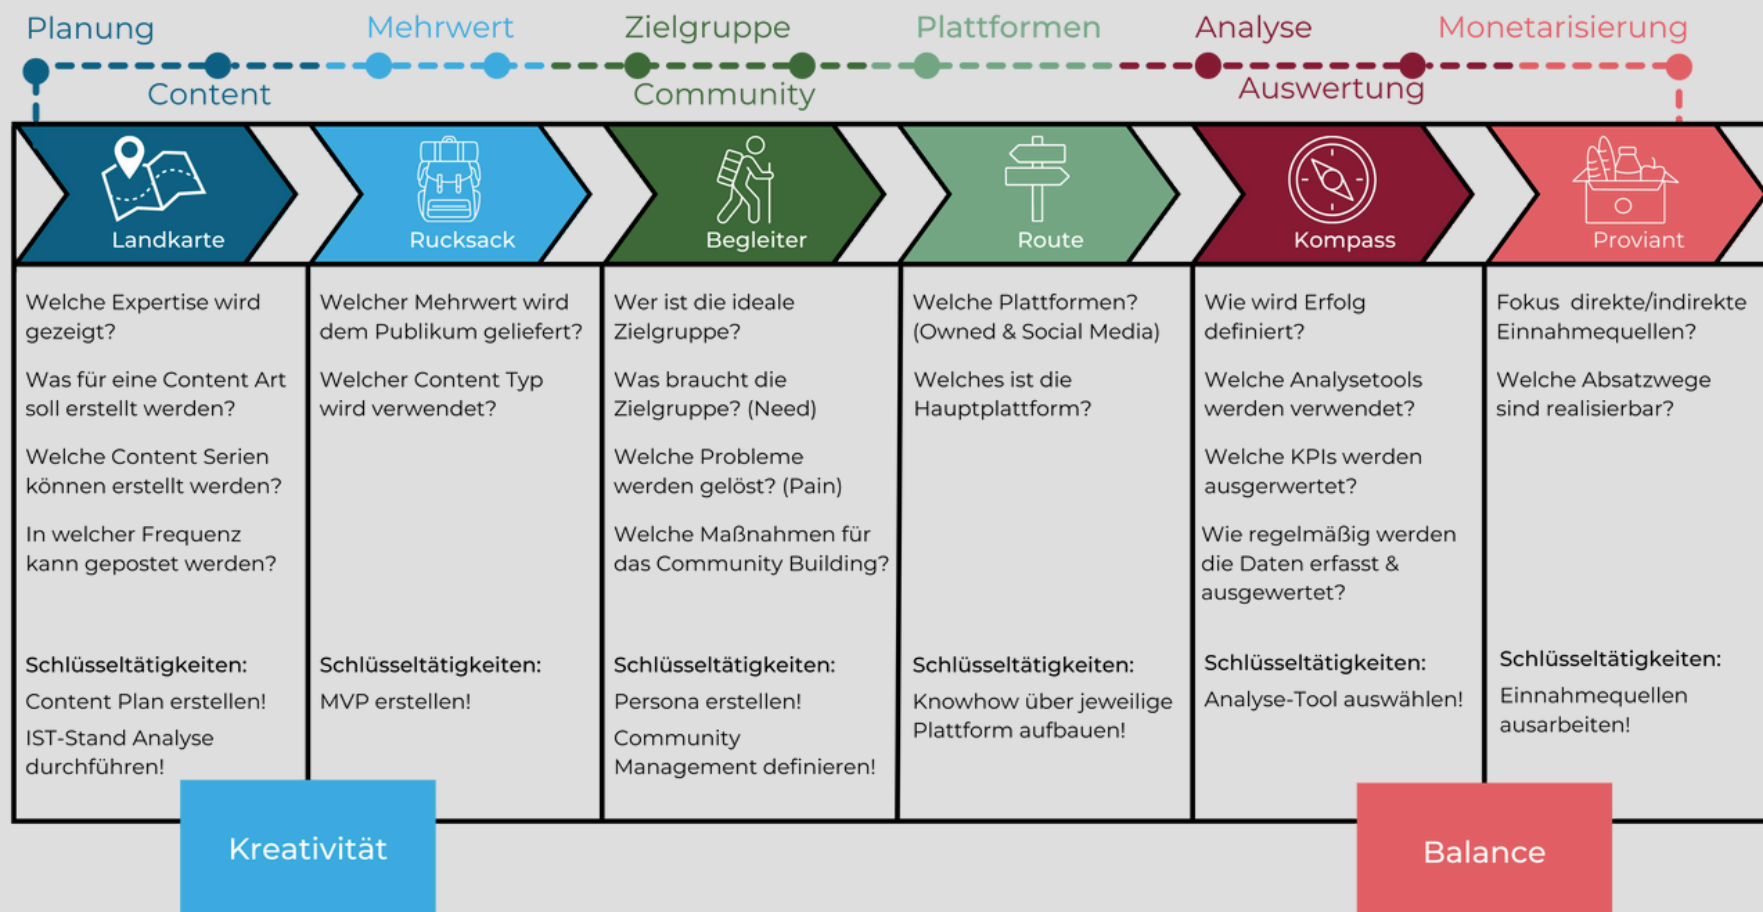 Planung
Mehrwert
Zielgruppe
Plattformen
Analyse
Monetarisierung
Content
Community
Auswertung
Landkarte
Rucksack
Begleiter
Route
Kompass
Proviant
Welche Expertise wird
gezeigt?
Was für eine Content Art
soll erstellt werden?
Welche Content Serien
können erstellt werden?
In welcher Frequenz
kann gepostet werden?
Schlüsseltätigkeiten:
Content Plan erstellen!
IST-Stand Analyse
durchführen!
Welcher Mehrwert wird
dem Publikum geliefert?
Welcher Content Typ
wird verwendet?
Schlüsseltätigkeiten:
MVP erstellen!
Wer ist die ideale
Zielgruppe?
Was braucht die
Zielgruppe? (Need)
Welche Probleme
werden gelöst? (Pain)
Welche Maßnahmen für
das Community Building?
Schlüsseltätigkeiten:
Persona erstellen!
Community
Management definieren!
Welche Plattformen?
(Owned & Social Media)
Welches ist die
Hauptplattform?
Schlüsseltätigkeiten:
Knowhow über jeweilige
Plattform aufbauen!
Wie wird Erfolg
definiert?
Welche Analysetools
werden verwendet?
Welche KPIs werden
ausgerwertet?
Wie regelmäßig werden
die Daten erfasst &
ausgewertet?
Schlüsseltätigkeiten:
Analyse-Tool auswählen!
Fokus direkte/indirekte
Einnahmequellen?
Welche Absatzwege
sind realisierbar?
Schlüsseltätigkeiten:
Einnahmequellen
ausarbeiten!
Kreativität
Balance